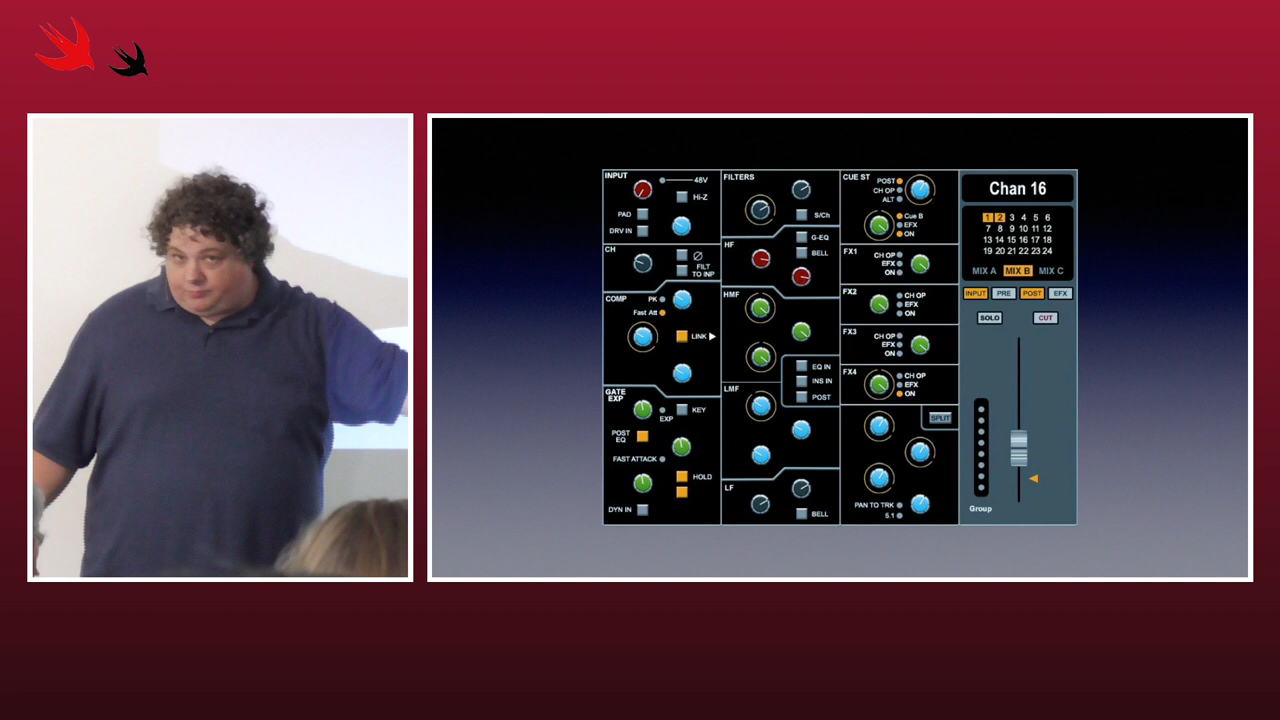 INPUT
48V
Hi-Z
PAD
DRV IN
CH
Ø
FILT
TO INP
COMP
PK
Fast Att
LINK
GATE
EXP
EXP
KEY
POST
EQ
FAST ATTACK
HOLD
DYN IN
FILTERS
S/Ch
G-EQ
HF
BELL
HMF
EQ IN
INS IN
LMF
POST
LF
BELL
CUE ST
POST
CH OP
ALT
Cue B
EFX
ON
FX1
CH OP
EFX
ON
FX2
CH OP
EFX
ON
FX3
CH OP
EFX
ON
FX4
CH OP
EFX
ON
SPLIT
PAN TO TRK
5.1
Chan 16
1 2 3 4 5 6
7 8 9 10 11 12
13 14 15 16 17 18
19 20 21 22 23 24
MIX A MIX B MIX C
INPUT PRE POST EFX
SOLO CUT
Group